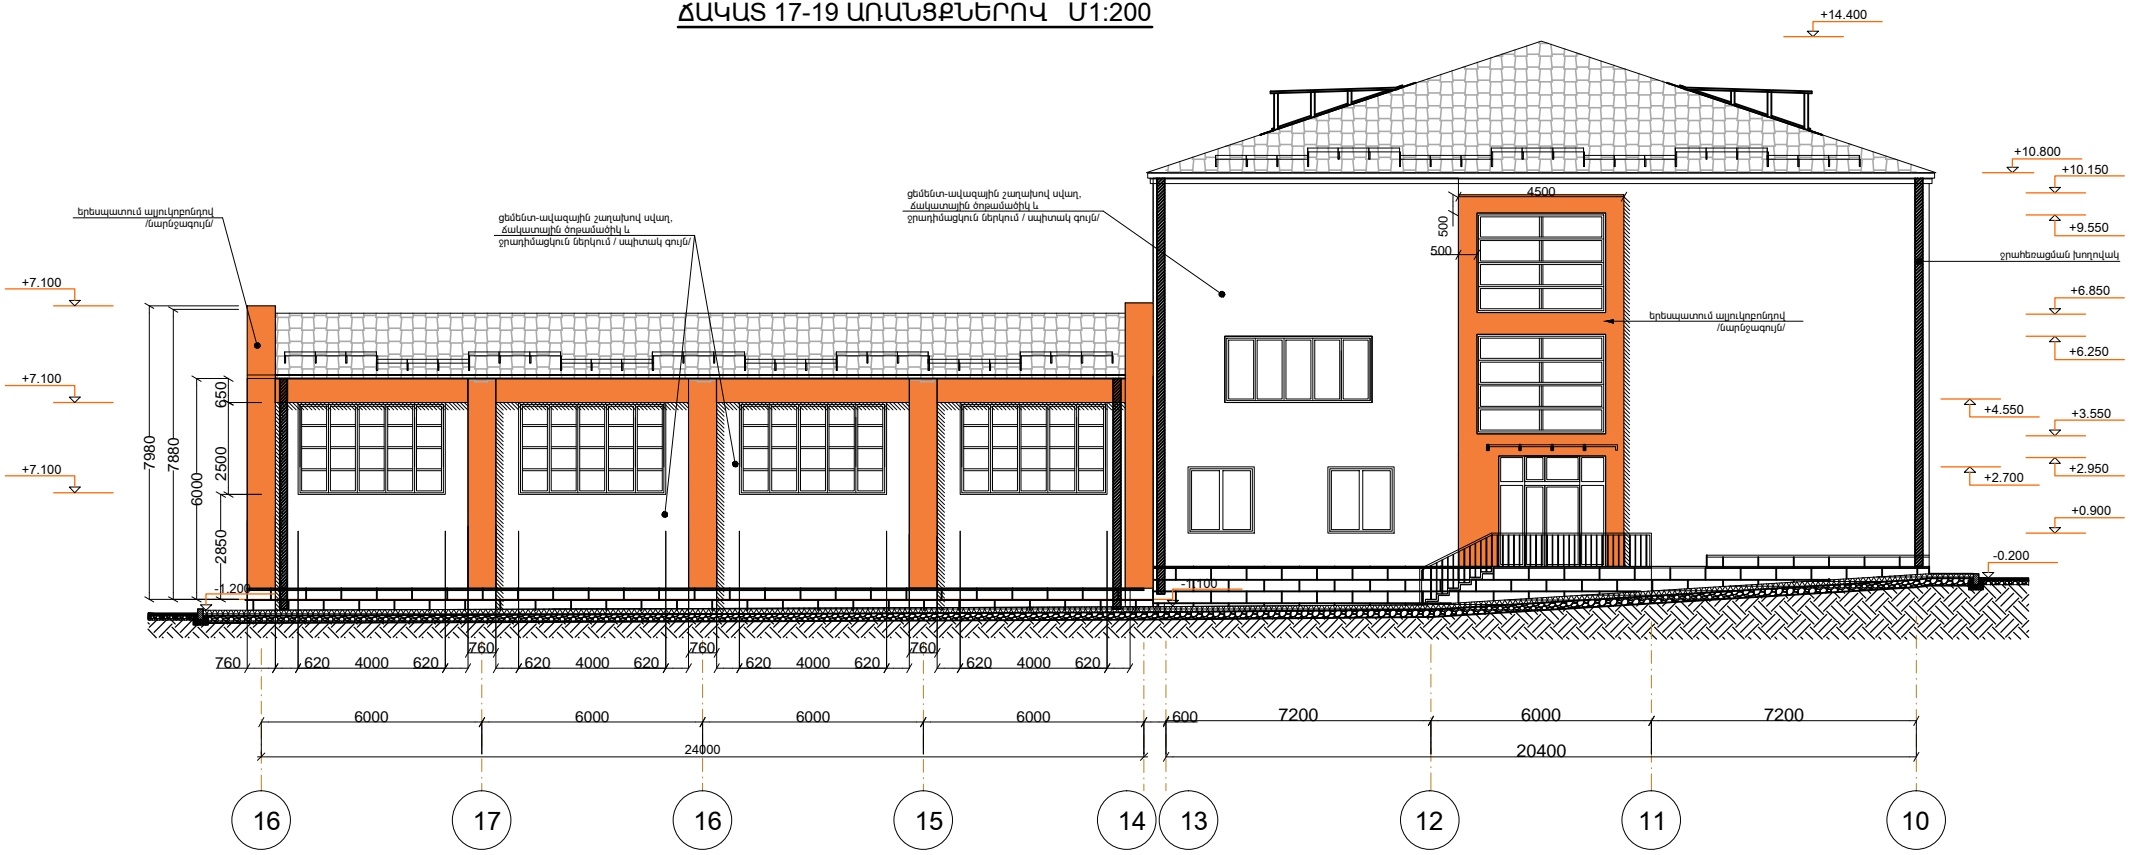 ՃԱԿԱՏ 17-19 ԱՌԱՆՑՔՆԵՐՈՎ Մ1:200
+14.400
+10.800
+10.150
+9.550
+6.850
+6.250
+4.550
+3.550
+2.950
+2.700
+0.900
-0.200
ջրահեռացման խողովակ
երեսպատում ալյուկոբոնդով
/նարնջագույն/
ցեմենտ-ավազային շաղախով սվաղ,
ճակատային ծոթամածիկ և
ջրադիմացկուն ներկում / սպիտակ գույն/
ցեմենտ-ավազային շաղախով սվաղ,
ճակատային ծոթամածիկ և
ջրադիմացկուն ներկում / սպիտակ գույն/
երեսպատում ալյուկոբոնդով
/նարնջագույն/
4500
500
500
+7.100
+7.100
+7.100
7980
7880
6000
650
2500
2850
-1.200
-1.100
760 620 4000 620 760 620 4000 620 760 620 4000 620 760 620 4000 620
6000 6000 6000 6000 600 7200 6000 7200
24000 20400
16 17 16 15 14 13 12 11 10